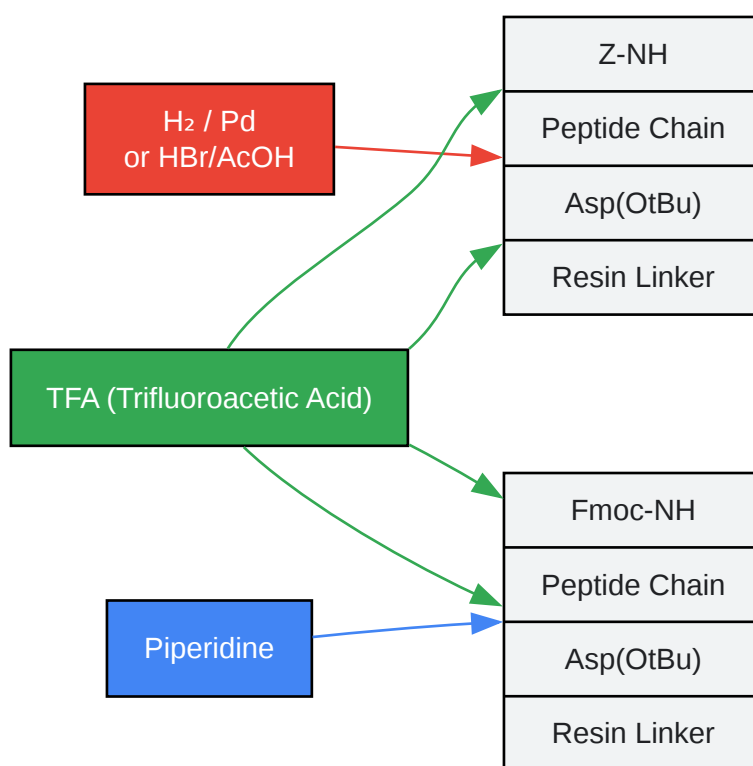 Z-NH
Peptide Chain
Asp(OtBu)
Resin Linker
H₂ / Pd
or HBr/AcOH
TFA (Trifluoroacetic Acid)
Fmoc-NH
Peptide Chain
Asp(OtBu)
Resin Linker
Piperidine